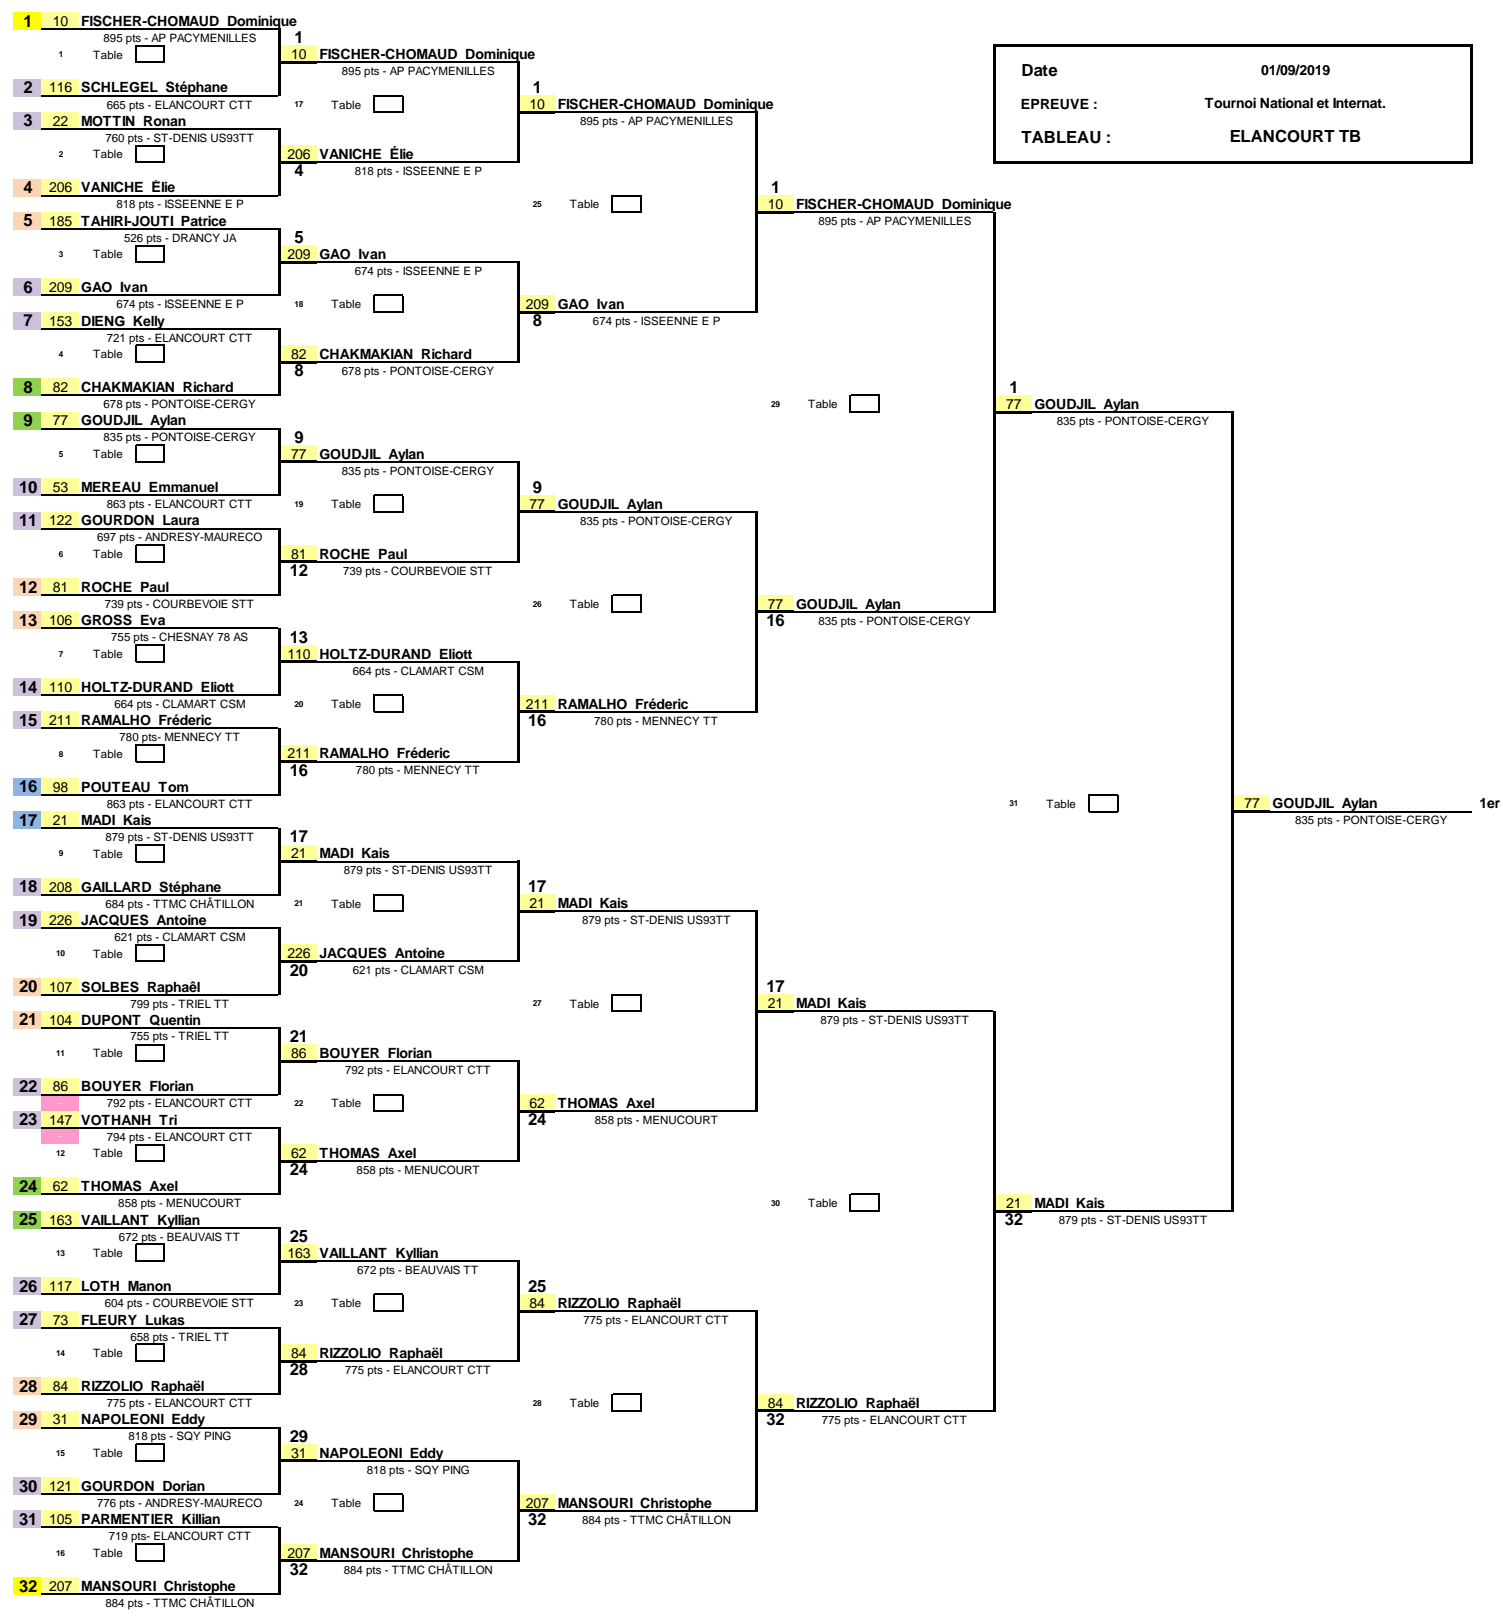 Date 01/09/2019
EPREUVE : Tournoi National et Internat.
TABLEAU : ELANCOURT TB
1 10 FISCHER-CHOMAUD Dominique
895 pts - AP PACYMENILLES
1 Table
2 116 SCHLEGEL Stéphane
665 pts - ELANCOURT CTT
3 22 MOTTIN Ronan
760 pts - ST-DENIS US93TT
2 Table
4 206 VANICHE Élie
818 pts - ISSEENNE E P
5 185 TAHIRI-JOUTI Patrice
526 pts - DRANCY JA
3 Table
6 209 GAO Ivan
674 pts - ISSEENNE E P
7 153 DIENG Kelly
721 pts - ELANCOURT CTT
4 Table
8 82 CHAKMAKIAN Richard
678 pts - PONTOISE-CERGY
9 77 GOUDJIL Aylan
835 pts - PONTOISE-CERGY
5 Table
10 53 MEREAU Emmanuel
863 pts - ELANCOURT CTT
11 122 GOURDON Laura
697 pts - ANDRESY-MAURECO
6 Table
12 81 ROCHE Paul
739 pts - COURBEVOIE STT
13 106 GROSS Eva
755 pts - CHESNAY 78 AS
7 Table
14 110 HOLTZ-DURAND Eliott
664 pts - CLAMART CSM
15 211 RAMALHO Fréderic
780 pts- MENNECY TT
8 Table
16 98 POUTEAU Tom
863 pts - ELANCOURT CTT
17 21 MADI Kais
879 pts - ST-DENIS US93TT
9 Table
18 208 GAILLARD Stéphane
684 pts - TTMC CHÂTILLON
19 226 JACQUES Antoine
621 pts - CLAMART CSM
10 Table
20 107 SOLBES Raphaêl
799 pts - TRIEL TT
21 104 DUPONT Quentin
755 pts - TRIEL TT
11 Table
22 86 BOUYER Florian
792 pts - ELANCOURT CTT
23 147 VOTHANH Tri
794 pts - ELANCOURT CTT
12 Table
24 62 THOMAS Axel
858 pts - MENUCOURT
25 163 VAILLANT Kyllian
672 pts - BEAUVAIS TT
13 Table
26 117 LOTH Manon
604 pts - COURBEVOIE STT
27 73 FLEURY Lukas
658 pts - TRIEL TT
14 Table
28 84 RIZZOLIO Raphaël
775 pts - ELANCOURT CTT
29 31 NAPOLEONI Eddy
818 pts - SQY PING
15 Table
30 121 GOURDON Dorian
776 pts - ANDRESY-MAURECO
31 105 PARMENTIER Killian
719 pts- ELANCOURT CTT
16 Table
32 207 MANSOURI Christophe
884 pts - TTMC CHÂTILLON
1
10 FISCHER-CHOMAUD Dominique
895 pts - AP PACYMENILLES
17 Table
206 VANICHE Élie
4 818 pts - ISSEENNE E P
5
209 GAO Ivan
674 pts - ISSEENNE E P
18 Table
82 CHAKMAKIAN Richard
8 678 pts - PONTOISE-CERGY
9
77 GOUDJIL Aylan
835 pts - PONTOISE-CERGY
19 Table
81 ROCHE Paul
12 739 pts - COURBEVOIE STT
13
110 HOLTZ-DURAND Eliott
664 pts - CLAMART CSM
20 Table
211 RAMALHO Fréderic
16 780 pts - MENNECY TT
17
21 MADI Kais
879 pts - ST-DENIS US93TT
21 Table
226 JACQUES Antoine
20 621 pts - CLAMART CSM
21
86 BOUYER Florian
792 pts - ELANCOURT CTT
22 Table
62 THOMAS Axel
24 858 pts - MENUCOURT
25
163 VAILLANT Kyllian
672 pts - BEAUVAIS TT
23 Table
84 RIZZOLIO Raphaël
28 775 pts - ELANCOURT CTT
29
31 NAPOLEONI Eddy
818 pts - SQY PING
24 Table
207 MANSOURI Christophe
32 884 pts - TTMC CHÂTILLON
1
10 FISCHER-CHOMAUD Dominique
895 pts - AP PACYMENILLES
25 Table
209 GAO Ivan
8 674 pts - ISSEENNE E P
9
77 GOUDJIL Aylan
835 pts - PONTOISE-CERGY
26 Table
211 RAMALHO Fréderic
16 780 pts - MENNECY TT
17
21 MADI Kais
879 pts - ST-DENIS US93TT
27 Table
62 THOMAS Axel
24 858 pts - MENUCOURT
25
84 RIZZOLIO Raphaël
775 pts - ELANCOURT CTT
28 Table
207 MANSOURI Christophe
32 884 pts - TTMC CHÂTILLON
1
10 FISCHER-CHOMAUD Dominique
895 pts - AP PACYMENILLES
29 Table
77 GOUDJIL Aylan
16 835 pts - PONTOISE-CERGY
17
21 MADI Kais
879 pts - ST-DENIS US93TT
30 Table
84 RIZZOLIO Raphaël
32 775 pts - ELANCOURT CTT
1
77 GOUDJIL Aylan
835 pts - PONTOISE-CERGY
31 Table
21 MADI Kais
32 879 pts - ST-DENIS US93TT
77 GOUDJIL Aylan 1er
835 pts - PONTOISE-CERGY